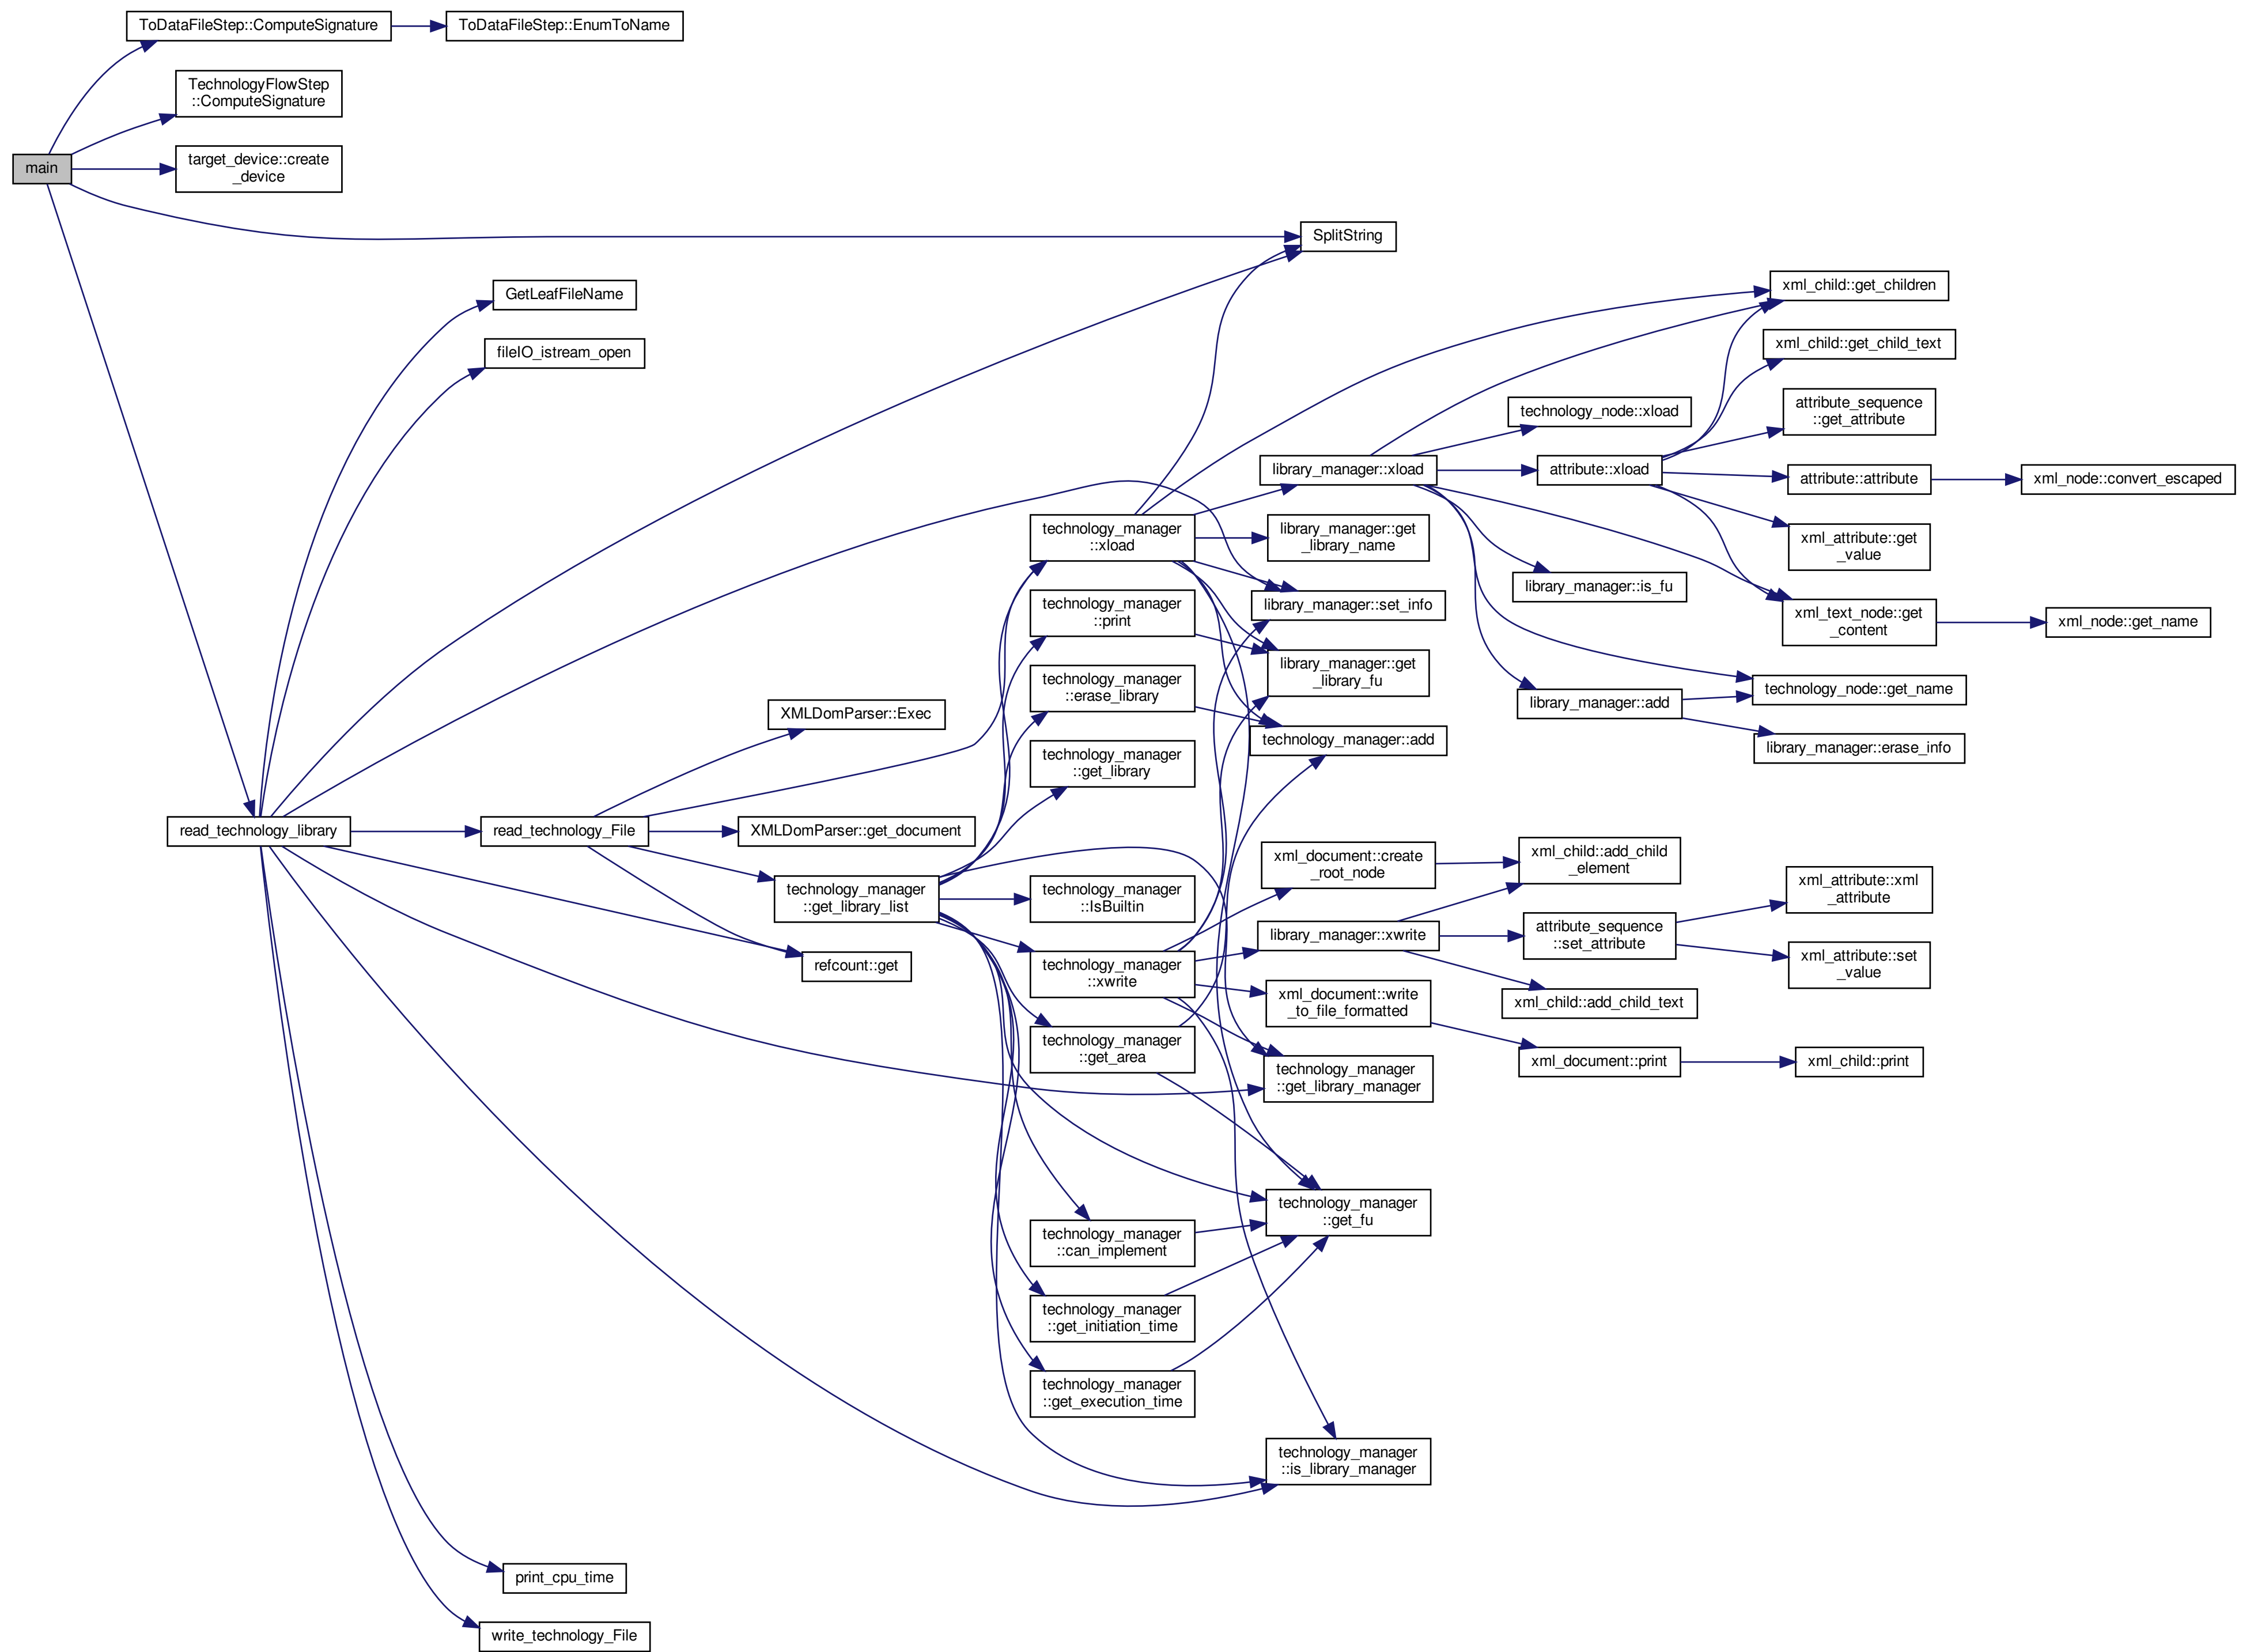 ToDataFileStep::ComputeSignature
ToDataFileStep::EnumToName
TechnologyFlowStep
::ComputeSignature
main
target_device::create
_device
SplitString
GetLeafFileName
xml_child::get_children
fileIO_istream_open
xml_child::get_child_text
technology_node::xload
attribute_sequence
::get_attribute
library_manager::xload
attribute::xload
attribute::attribute
xml_node::convert_escaped
technology_manager
::xload
library_manager::get
_library_name
xml_attribute::get
_value
library_manager::is_fu
technology_manager
::print
library_manager::set_info
xml_text_node::get
_content
xml_node::get_name
technology_manager
::erase_library
library_manager::get
_library_fu
technology_node::get_name
XMLDomParser::Exec
library_manager::add
technology_manager
::get_library
technology_manager::add
library_manager::erase_info
read_technology_library
read_technology_File
XMLDomParser::get_document
xml_document::create
_root_node
xml_child::add_child
_element
technology_manager
::get_library_list
technology_manager
::IsBuiltin
xml_attribute::xml
_attribute
library_manager::xwrite
attribute_sequence
::set_attribute
refcount::get
technology_manager
::xwrite
xml_attribute::set
_value
xml_document::write
_to_file_formatted
xml_child::add_child_text
technology_manager
::get_area
technology_manager
::get_library_manager
xml_document::print
xml_child::print
technology_manager
::get_fu
technology_manager
::can_implement
technology_manager
::get_initiation_time
technology_manager
::get_execution_time
technology_manager
::is_library_manager
print_cpu_time
write_technology_File